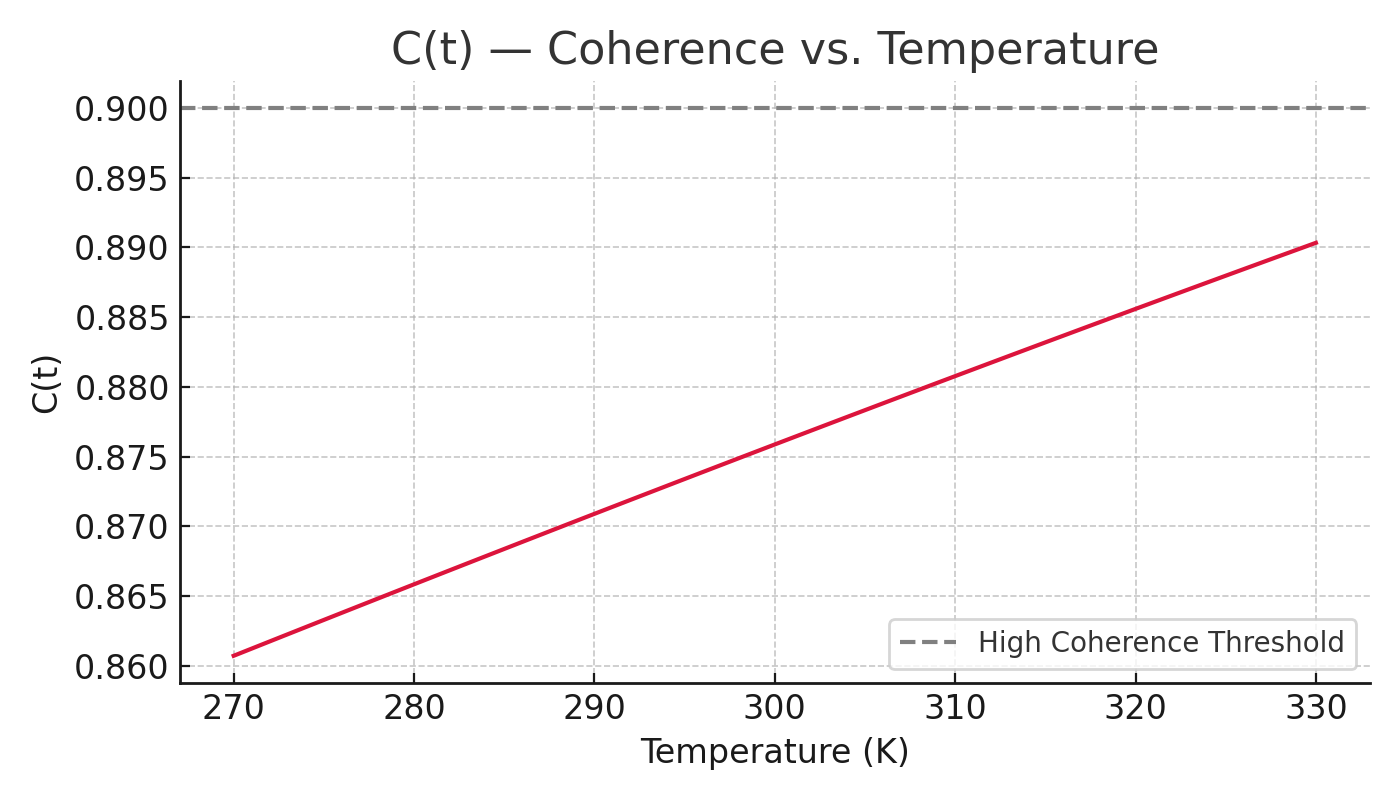 C(t) — Coherence vs. Temperature
0.900
0.895
0.890
0.885
0.880
0.875
0.870
0.865
0.860
C(t)
High Coherence Threshold
270 280 290 300 310 320 330
Temperature (K)